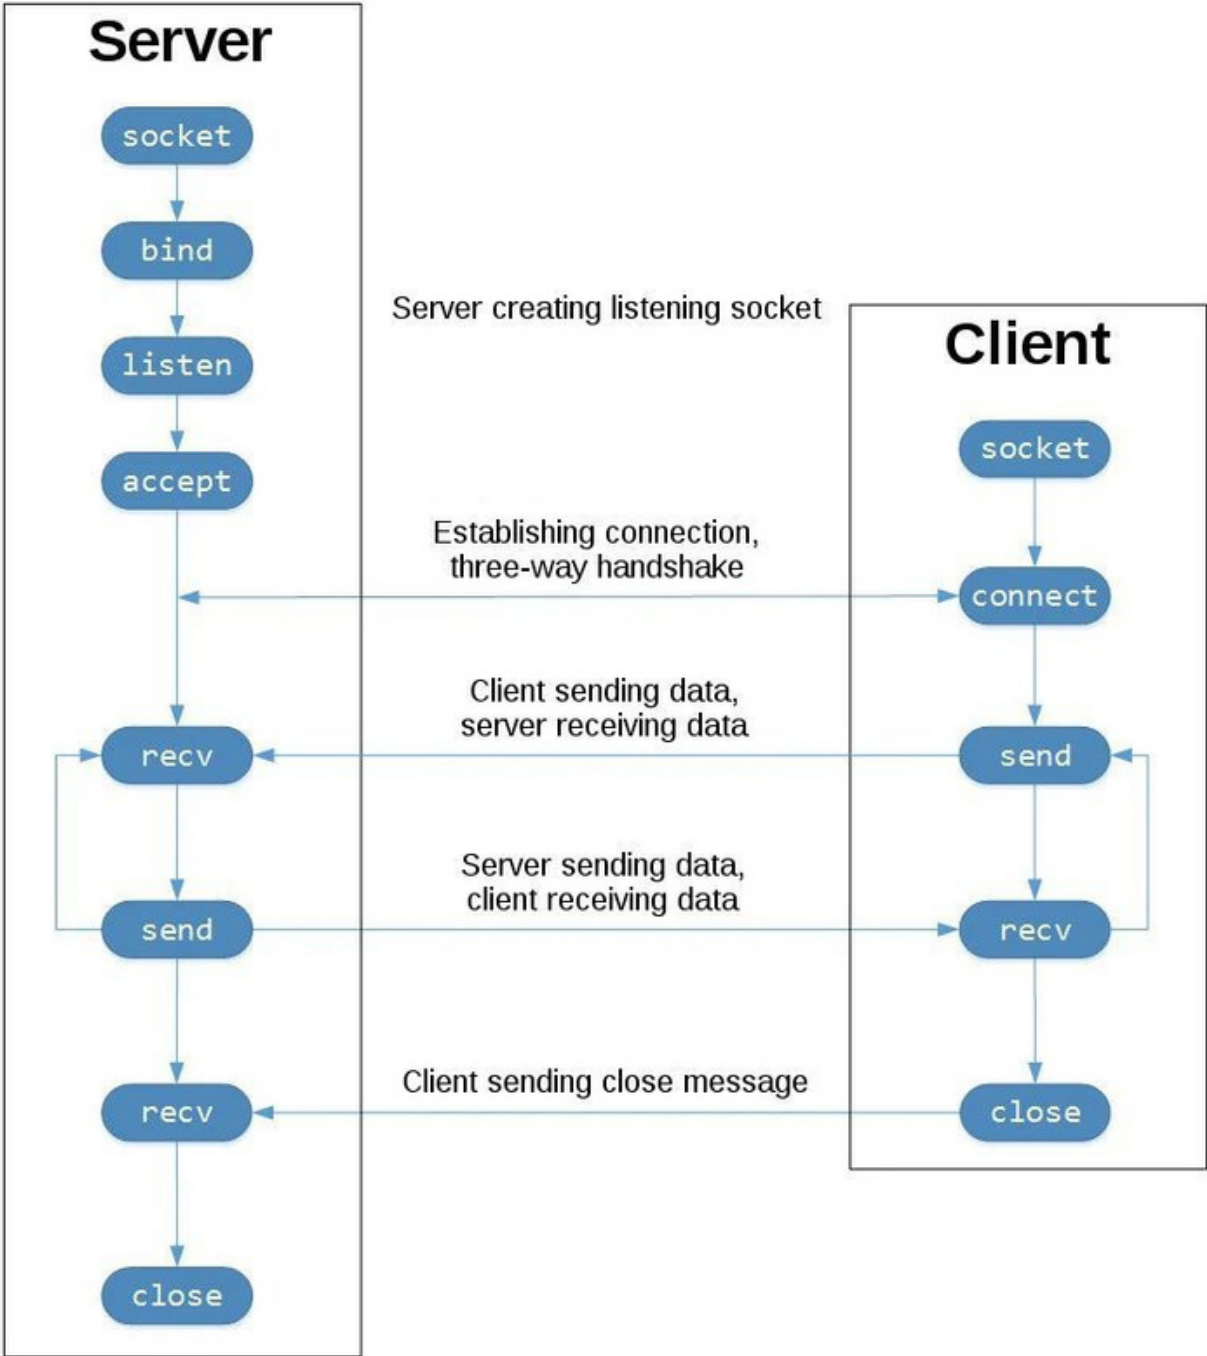 Server
socket
bind
listen
accept
recv
send
recv
close
Server creating listening socket
Establishing connection,
three-way handshake
Client sending data,
server receiving data
Server sending data,
client receiving data
Client sending close message
Client
socket
connect
send
recv
close